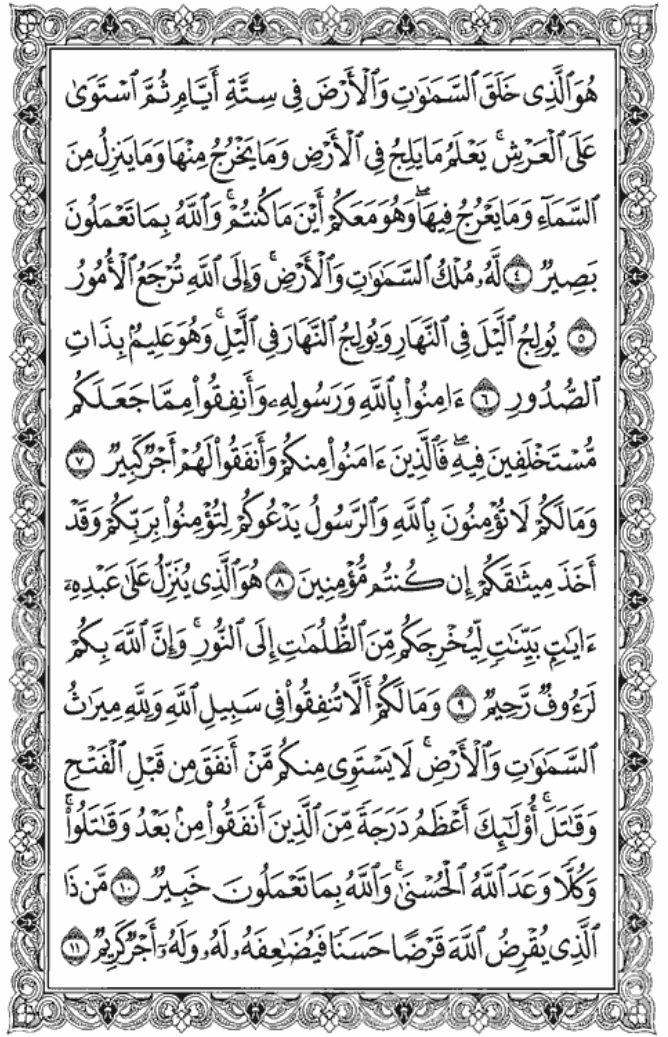 هُوَ ٱلَّذِى خَلَقَ ٱلسَّمَٰوَٰتِ وَٱلْأَرْضَ فِى سِتَّةِ أَيَّامٍ ثُمَّ ٱسْتَوَىٰ
عَلَى ٱلْعَرْشِ ۚ يَعْلَمُ مَا يَلِجُ فِى ٱلْأَرْضِ وَمَا يَخْرُجُ مِنْهَا وَمَا يَنزِلُ مِنَ
ٱلسَّمَآءِ وَمَا يَعْرُجُ فِيهَا ۖ وَهُوَ مَعَكُمْ أَيْنَ مَا كُنتُمْ ۚ وَٱللَّهُ بِمَا تَعْمَلُونَ
بَصِيرٌ ٤ لَّهُۥ مُلْكُ ٱلسَّمَٰوَٰتِ وَٱلْأَرْضِ ۚ وَإِلَى ٱللَّهِ تُرْجَعُ ٱلْأُمُورُ
٥ يُولِجُ ٱلَّيْلَ فِى ٱلنَّهَارِ وَيُولِجُ ٱلنَّهَارَ فِى ٱلَّيْلِ ۚ وَهُوَ عَلِيمٌۢ بِذَاتِ
ٱلصُّدُورِ ٦ ءَامِنُوا۟ بِٱللَّهِ وَرَسُولِهِۦ وَأَنفِقُوا۟ مِمَّا جَعَلَكُم
مُّسْتَخْلَفِينَ فِيهِ ۖ فَٱلَّذِينَ ءَامَنُوا۟ مِنكُمْ وَأَنفَقُوا۟ لَهُمْ أَجْرٌ كَبِيرٌ ٧
وَمَا لَكُمْ لَا تُؤْمِنُونَ بِٱللَّهِ وَٱلرَّسُولُ يَدْعُوكُمْ لِتُؤْمِنُوا۟ بِرَبِّكُمْ وَقَدْ
أَخَذَ مِيثَٰقَكُمْ إِن كُنتُم مُّؤْمِنِينَ ٨ هُوَ ٱلَّذِى يُنَزِّلُ عَلَىٰ عَبْدِهِۦٓ
ءَايَٰتٍۭ بَيِّنَٰتٍ لِّيُخْرِجَكُم مِّنَ ٱلظُّلُمَٰتِ إِلَى ٱلنُّورِ ۚ وَإِنَّ ٱللَّهَ بِكُمْ
لَرَءُوفٌ رَّحِيمٌ ٩ وَمَا لَكُمْ أَلَّا تُنفِقُوا۟ فِى سَبِيلِ ٱللَّهِ وَلِلَّهِ مِيرَٰثُ
ٱلسَّمَٰوَٰتِ وَٱلْأَرْضِ ۚ لَا يَسْتَوِى مِنكُم مَّنْ أَنفَقَ مِن قَبْلِ ٱلْفَتْحِ
وَقَٰتَلَ ۚ أُو۟لَٰٓئِكَ أَعْظَمُ دَرَجَةً مِّنَ ٱلَّذِينَ أَنفَقُوا۟ مِنۢ بَعْدُ وَقَٰتَلُوا۟ ۚ
وَكُلًّا وَعَدَ ٱللَّهُ ٱلْحُسْنَىٰ ۚ وَٱللَّهُ بِمَا تَعْمَلُونَ خَبِيرٌ ١٠ مَّن ذَا
ٱلَّذِى يُقْرِضُ ٱللَّهَ قَرْضًا حَسَنًا فَيُضَٰعِفَهُۥ لَهُۥ وَلَهُۥٓ أَجْرٌ كَرِيمٌ ١١